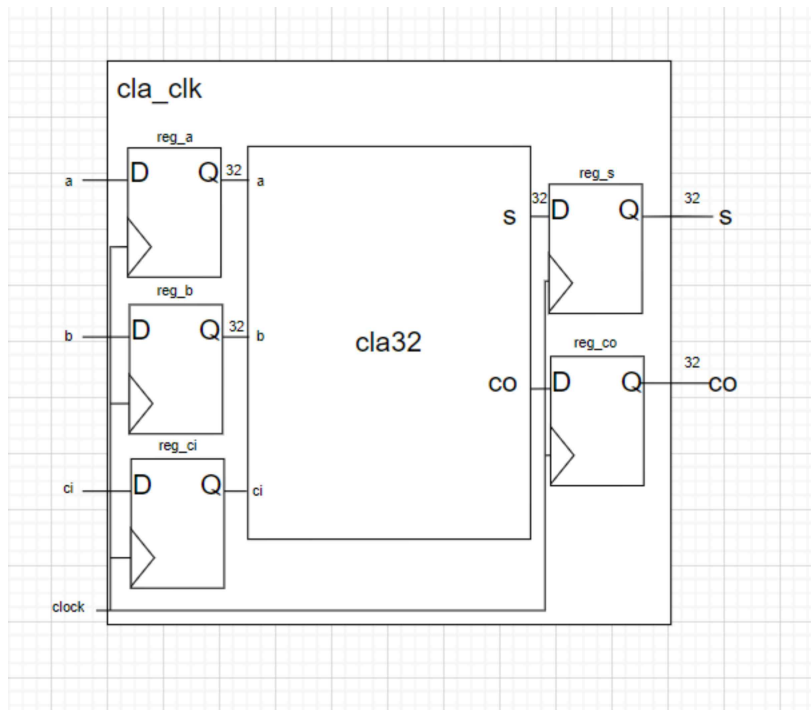 cla_clk
reg_a
D Q 32
a a
reg_s
32 32
s D Q s
reg_b
D Q 32
b b
cla32
reg_co
32
co D Q co
reg_ci
D Q
ci ci
clock